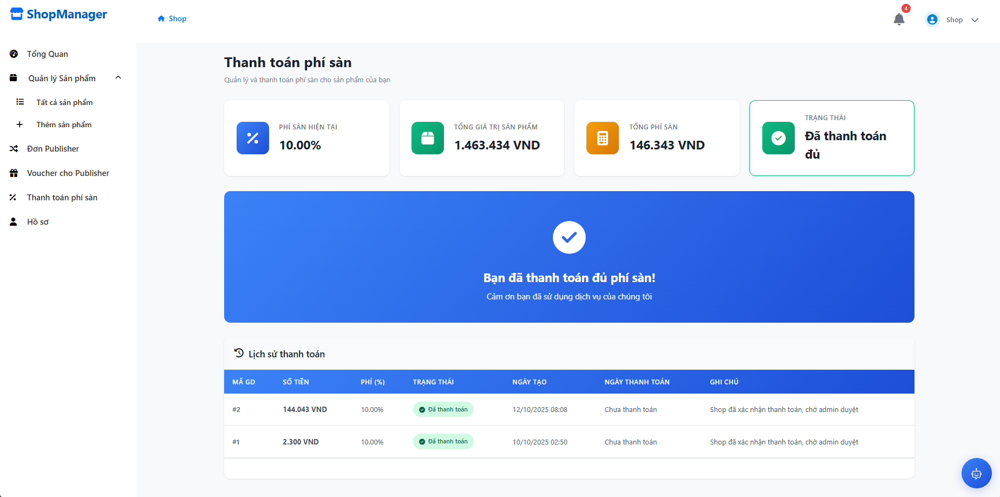 ShopManager
Shop
4
Shop
Tổng Quan
Quản lý Sản phẩm
Tất cả sản phẩm
Thêm sản phẩm
Đơn Publisher
Voucher cho Publisher
Thanh toán phí sàn
Hồ sơ
Thanh toán phí sàn
Quản lý và thanh toán phí sàn cho sản phẩm của bạn
PHÍ SÀN HIỆN TẠI
10.00%
TỔNG GIÁ TRỊ SẢN PHẨM
1.463.434 VND
TỔNG PHÍ SÀN
146.343 VND
TRẠNG THÁI
Đã thanh toán
đủ
Bạn đã thanh toán đủ phí sàn!
Cảm ơn bạn đã sử dụng dịch vụ của chúng tôi
Lịch sử thanh toán
MÃ GD SỐ TIỀN PHÍ (%) TRẠNG THÁI NGÀY TẠO NGÀY THANH TOÁN GHI CHÚ
#2 144.043 VND 10.00% Đã thanh toán 12/10/2025 08:08 Chưa thanh toán Shop đã xác nhận thanh toán, chờ admin duyệt
#1 2.300 VND 10.00% Đã thanh toán 10/10/2025 02:50 Chưa thanh toán Shop đã xác nhận thanh toán, chờ admin duyệt